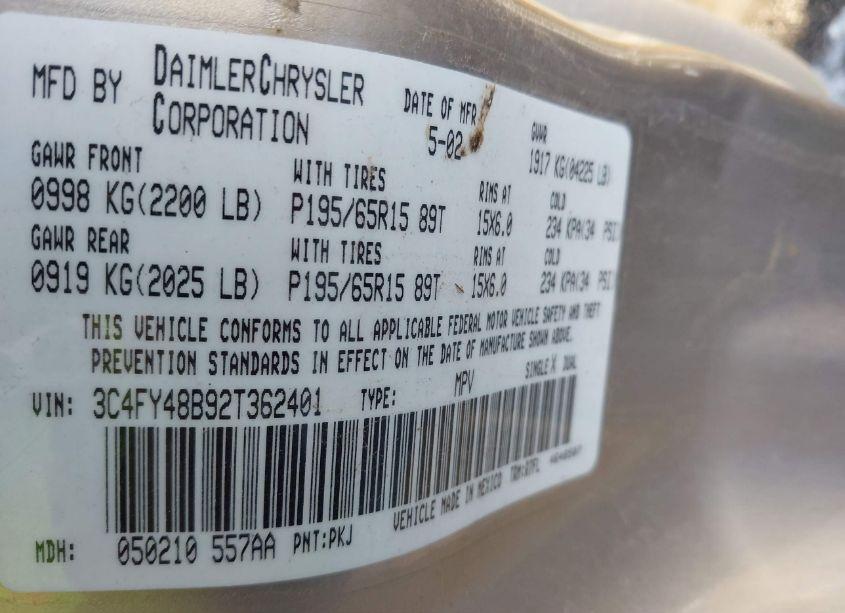 MFD BY DAIMLERCHRYSLER CORPORATION
DATE OF MFR 5-02
GVWR 1917 KG(04225 LB)
GAWR FRONT WITH TIRES RIMS AT COLD
0998 KG(2200 LB) P195/65R15 89T 15X6.0 234 KPA(34 PSI)
GAWR REAR WITH TIRES RIMS AT COLD
0919 KG(2025 LB) P195/65R15 89T 15X6.0 234 KPA(34 PSI)
THIS VEHICLE CONFORMS TO ALL APPLICABLE FEDERAL MOTOR VEHICLE SAFETY AND THEFT
PREVENTION STANDARDS IN EFFECT ON THE DATE OF MANUFACTURE SHOWN ABOVE.
VIN: 3C4FY48B92T362401 TYPE: MPV SINGLE X DUAL
VEHICLE MADE IN MEXICO
MDH: 050210 557AA PNT:PKJ